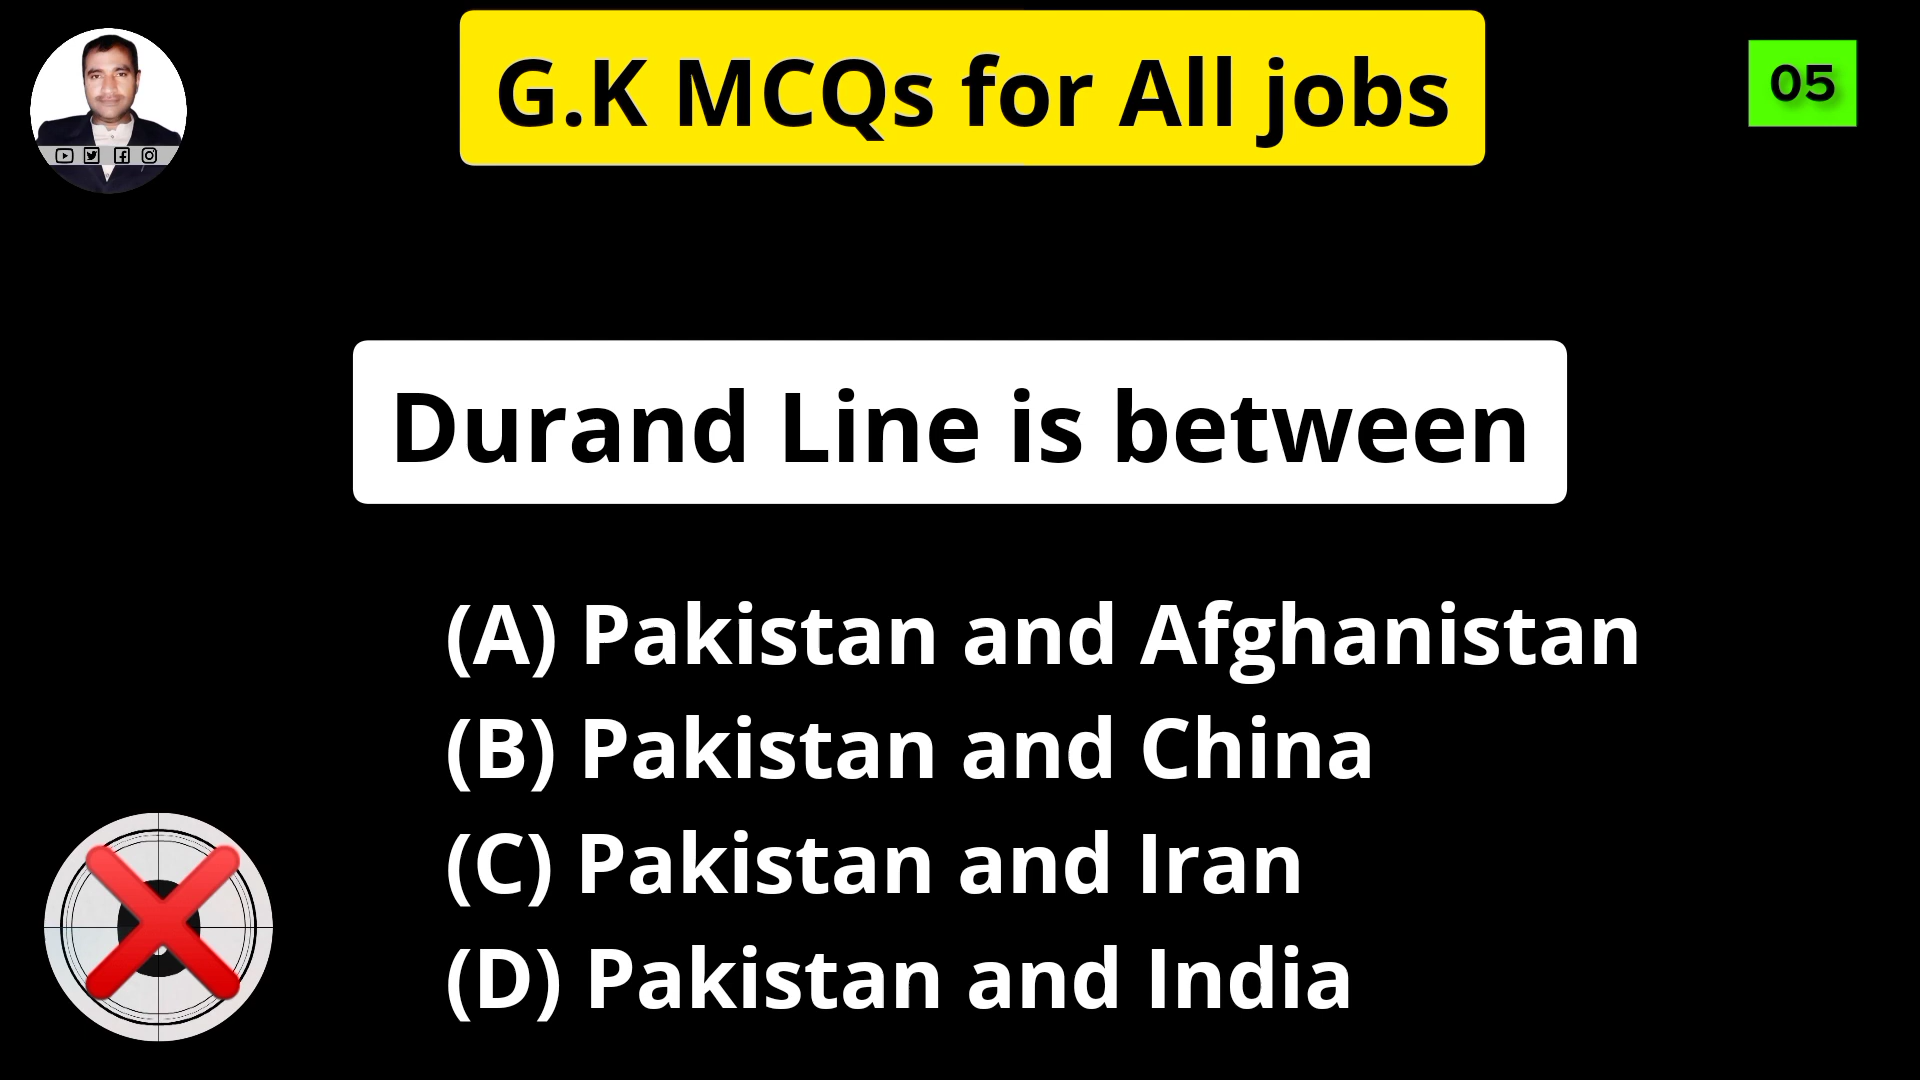 G.K MCQs for All jobs
05
Durand Line is between
(A) Pakistan and Afghanistan
(B) Pakistan and China
(C) Pakistan and Iran
(D) Pakistan and India